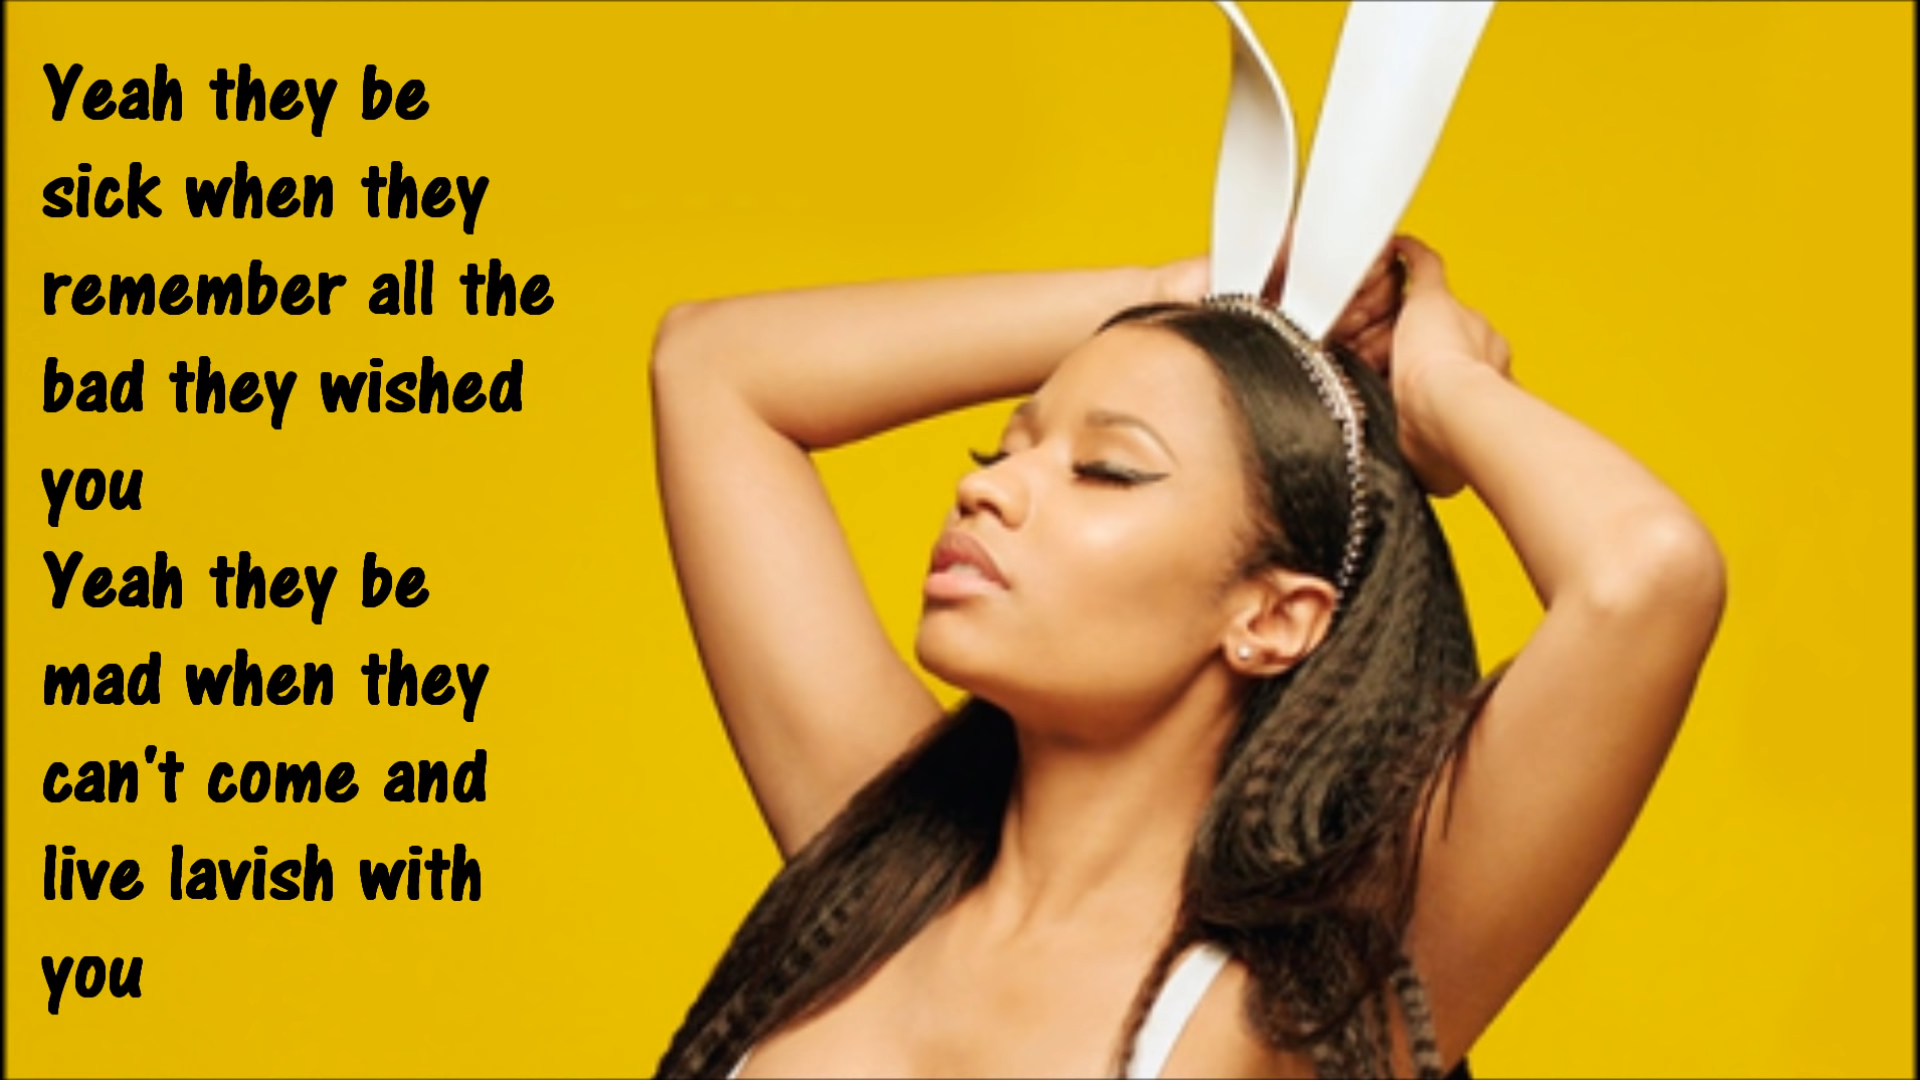 Yeah they be
sick when they
remember all the
bad they wished
you
Yeah they be
mad when they
can't come and
live lavish with
you